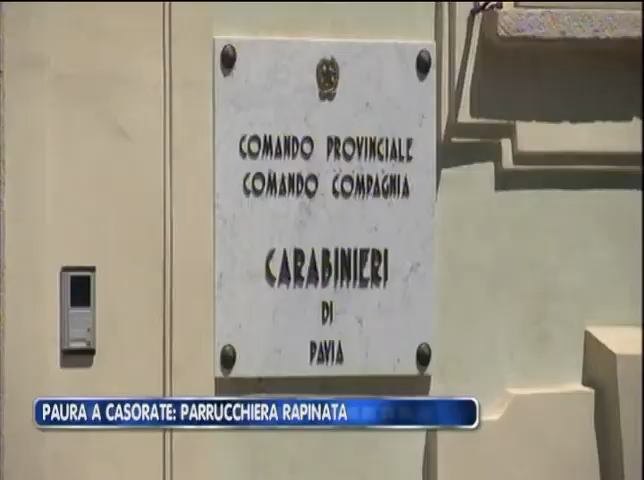 COMANDO PROVINCIALE
COMANDO COMPAGNIA
CARABINIERI
DI
PAVIA
PAURA A CASORATE: PARRUCCHIERA RAPINATA